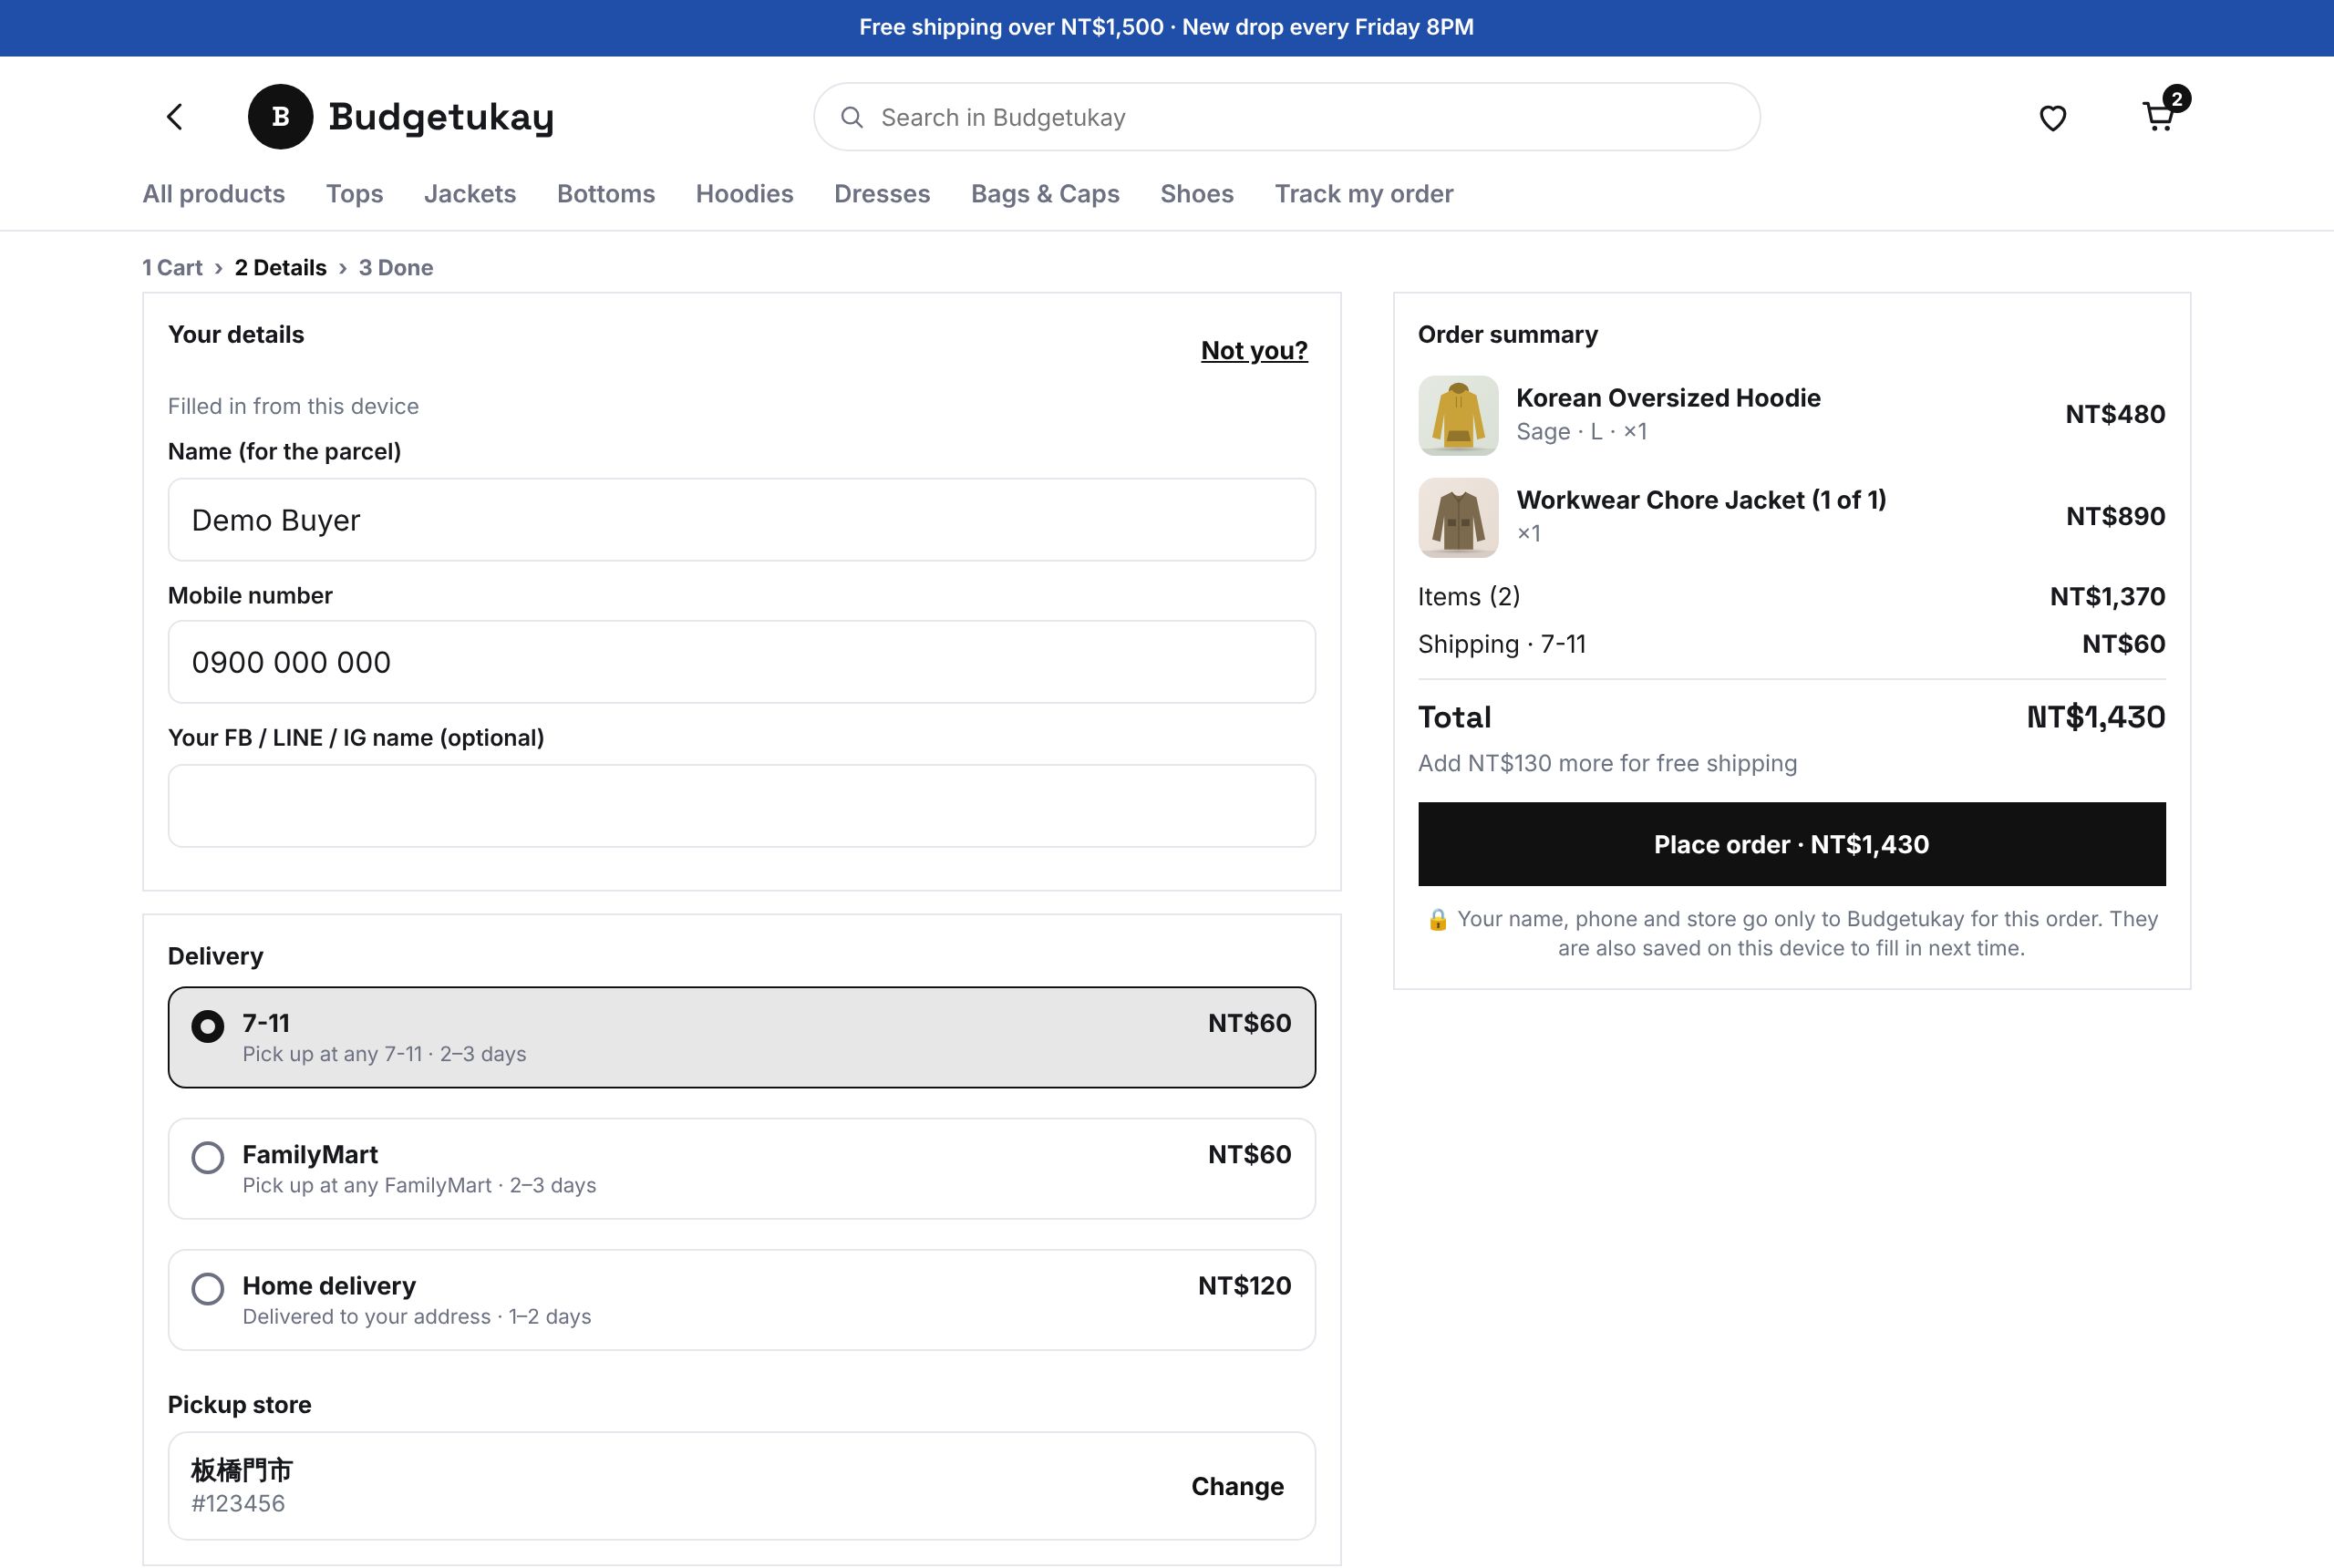 Free shipping over NT$1,500 · New drop every Friday 8PM
B Budgetukay
Search in Budgetukay
2
All products Tops Jackets Bottoms Hoodies Dresses Bags & Caps Shoes Track my order
1 Cart › 2 Details › 3 Done
Your details
Not you?
Filled in from this device
Name (for the parcel)
Demo Buyer
Mobile number
0900 000 000
Your FB / LINE / IG name (optional)
Delivery
7-11 NT$60
Pick up at any 7-11 · 2–3 days
FamilyMart NT$60
Pick up at any FamilyMart · 2–3 days
Home delivery NT$120
Delivered to your address · 1–2 days
Pickup store
板橋門市
#123456
Change
Order summary
Korean Oversized Hoodie NT$480
Sage · L · ×1
Workwear Chore Jacket (1 of 1) NT$890
×1
Items (2) NT$1,370
Shipping · 7-11 NT$60
Total NT$1,430
Add NT$130 more for free shipping
Place order · NT$1,430
🔒 Your name, phone and store go only to Budgetukay for this order. They
are also saved on this device to fill in next time.